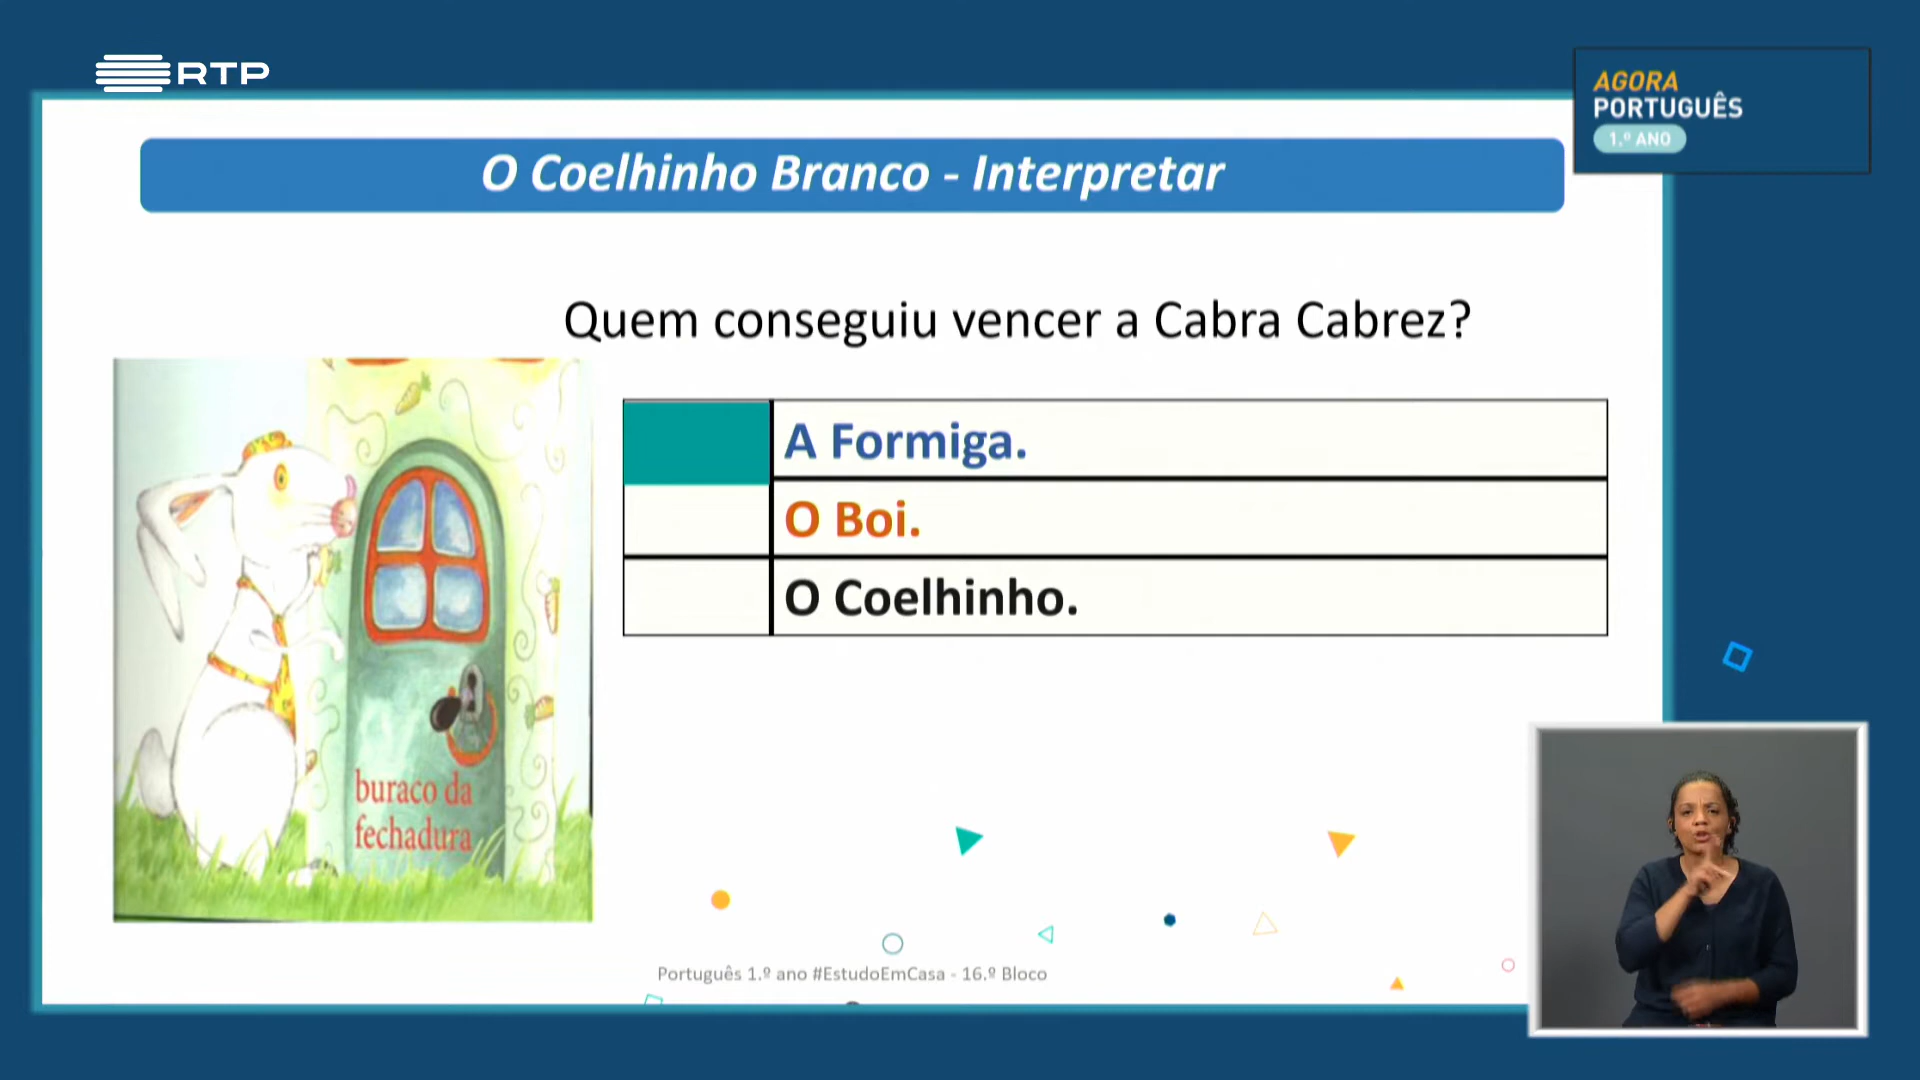 RTP
AGORA
PORTUGUÊS
1.º ANO
O Coelhinho Branco - Interpretar
Quem conseguiu vencer a Cabra Cabrez?
A Formiga.
O Boi.
O Coelhinho.
buraco da
fechadura
Português 1.º ano #EstudoEmCasa - 16.º Bloco